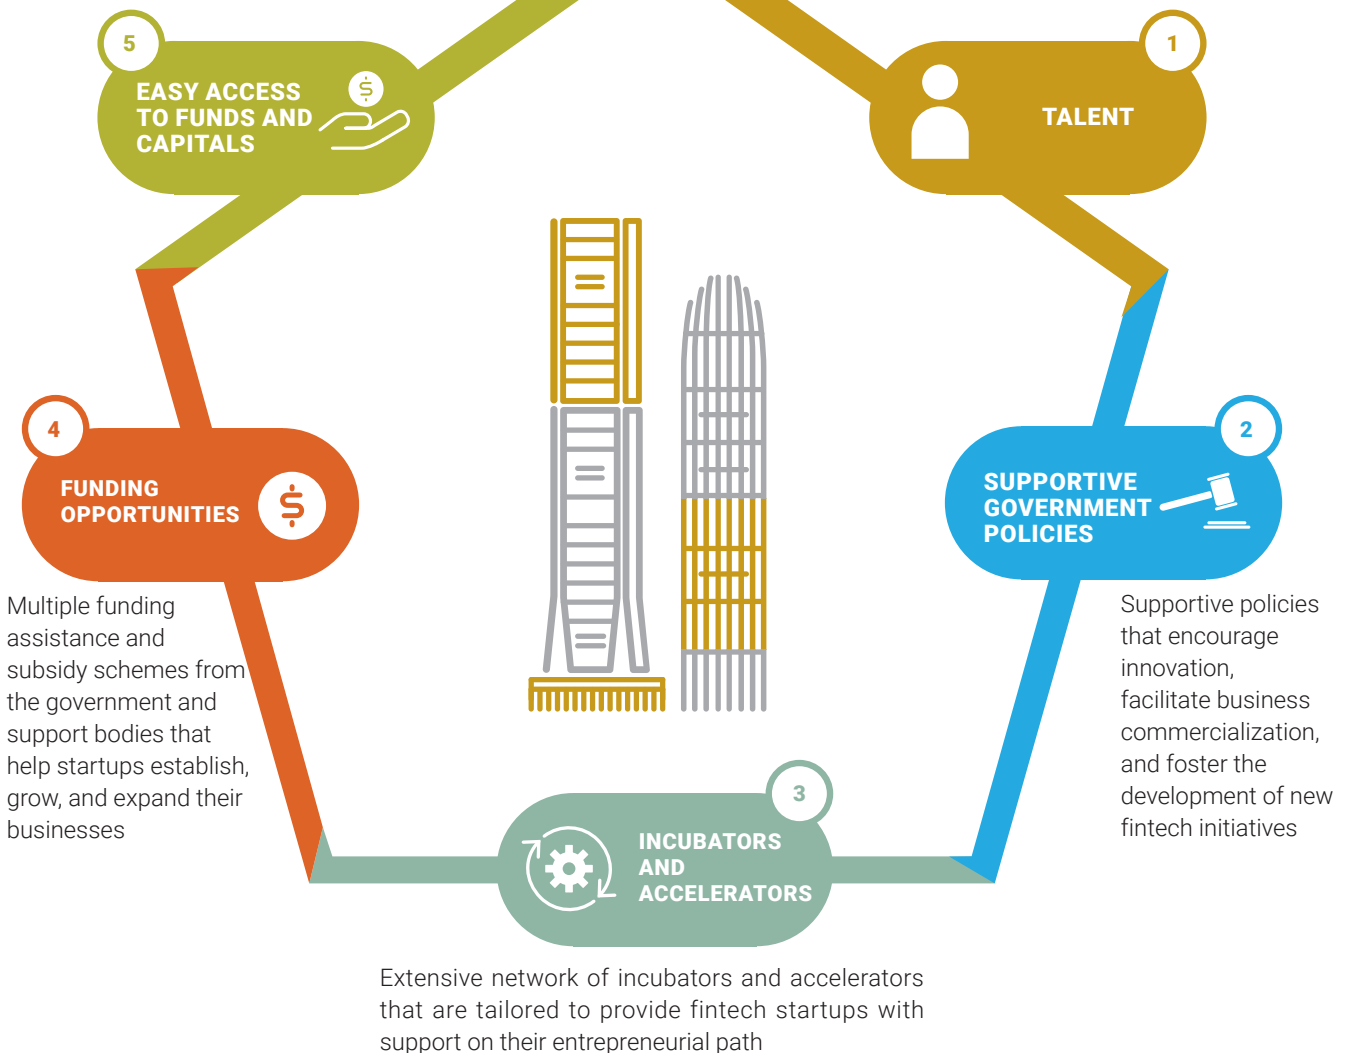 5
EASY ACCESS
TO FUNDS AND
CAPITALS
$
1
TALENT
4
FUNDING
OPPORTUNITIES
$
Multiple funding
assistance and
subsidy schemes from
the government and
support bodies that
help startups establish,
grow, and expand their
businesses
2
SUPPORTIVE
GOVERNMENT
POLICIES
Supportive policies
that encourage
innovation,
facilitate business
commercialization,
and foster the
development of new
fintech initiatives
3
INCUBATORS
AND
ACCELERATORS
Extensive network of incubators and accelerators
that are tailored to provide fintech startups with
support on their entrepreneurial path